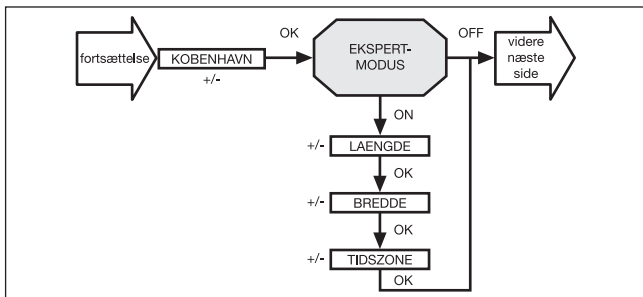 fortsættelse
KOBENHAVN
+/-
OK
EKSPERT-
MODUS
OFF
videre
næste
side
ON
+/- LAENGDE
OK
+/- BREDDE
OK
+/- TIDSZONE
OK